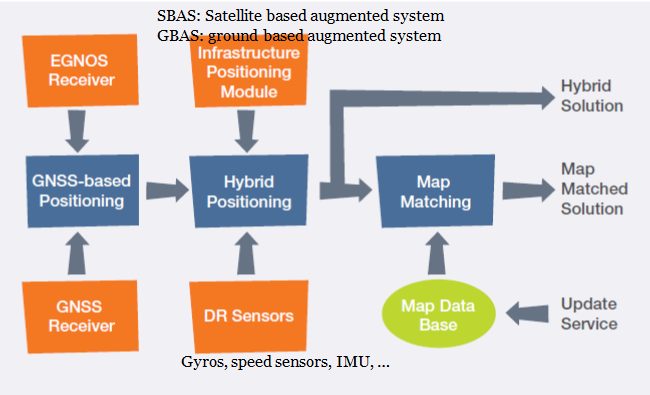 SBAS: Satellite based augmented system
GBAS: ground based augmented system
EGNOS
Receiver
Infrastructure
Positioning
Module
Hybrid
Solution
GNSS-based
Positioning
Hybrid
Positioning
Map
Matching
Map
Matched
Solution
GNSS
Receiver
DR Sensors
Map Data
Base
Update
Service
Gyros, speed sensors, IMU, ...